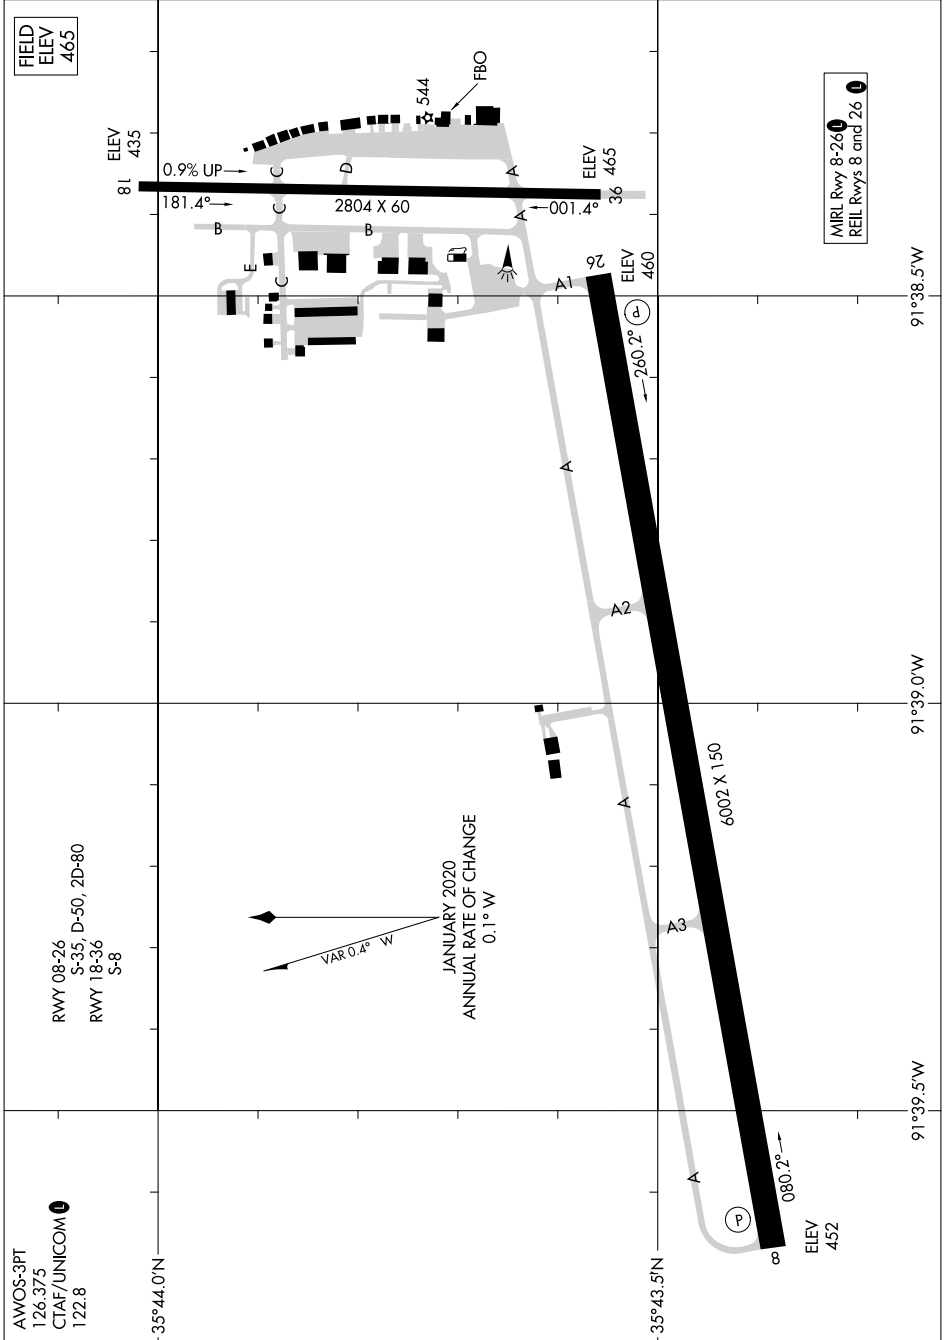 AWOS-3PT
126.375
CTAF/UNICOM L
122.8
RWY 08-26
S-35, D-50, 2D-80
RWY 18-36
S-8
FIELD
ELEV
465
ELEV
435
18
0.9% UP
181.4°
C
C
D
2804 X 60
B
B
E
C
544
FBO
A
A
ELEV
465
36
001.4°
A1
26
ELEV
460
P
260.2°
A
A2
A
6002 X 150
A3
A
P
8
080.2°
ELEV
452
VAR 0.4° W
JANUARY 2020
ANNUAL RATE OF CHANGE
0.1° W
MIRL Rwy 8-26 L
REIL Rwys 8 and 26 L
35°44.0'N
35°43.5'N
91°38.5'W
91°39.0'W
91°39.5'W